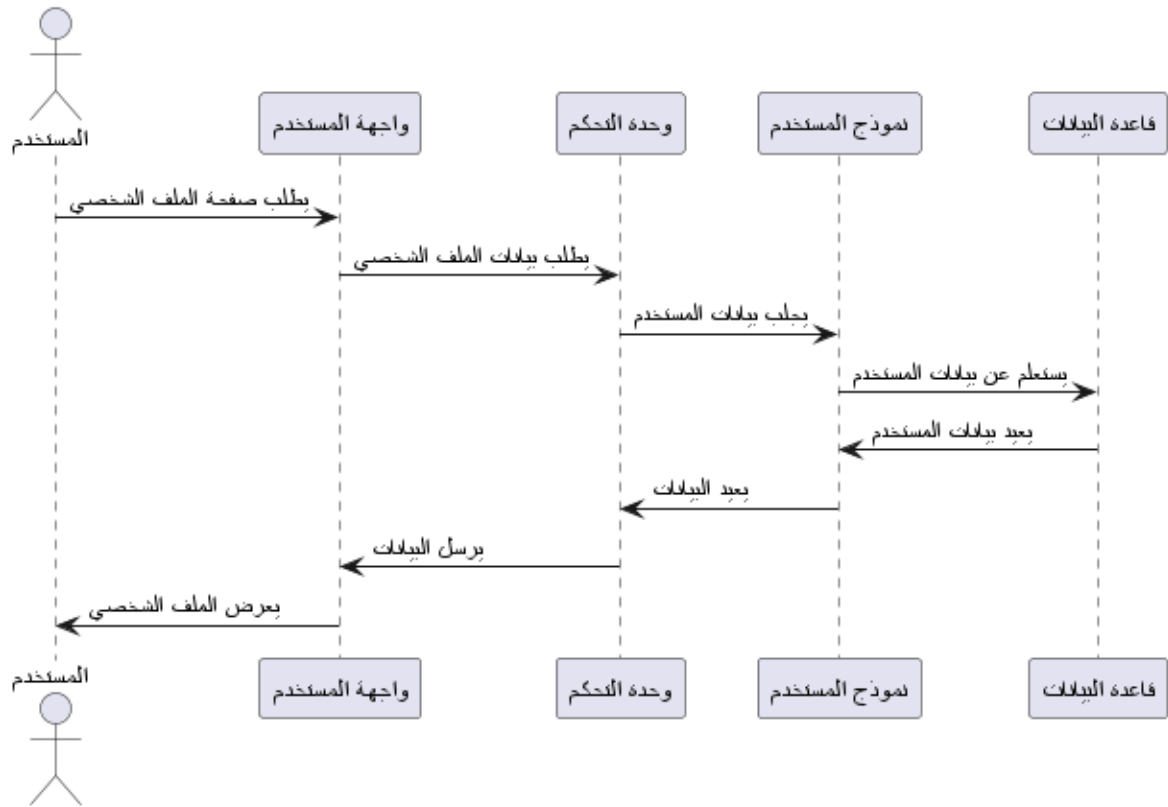 المستخدم
واجهة المستخدم
وحدة التحكم
نموذج المستخدم
قاعدة البيانات
يطلب صفحة الملف الشخصي
يطلب بيانات الملف الشخصي
يجلب بيانات المستخدم
يستعلم عن بيانات المستخدم
يعيد بيانات المستخدم
يعيد البيانات
يرسل البيانات
يعرض الملف الشخصي
المستخدم
واجهة المستخدم
وحدة التحكم
نموذج المستخدم
قاعدة البيانات